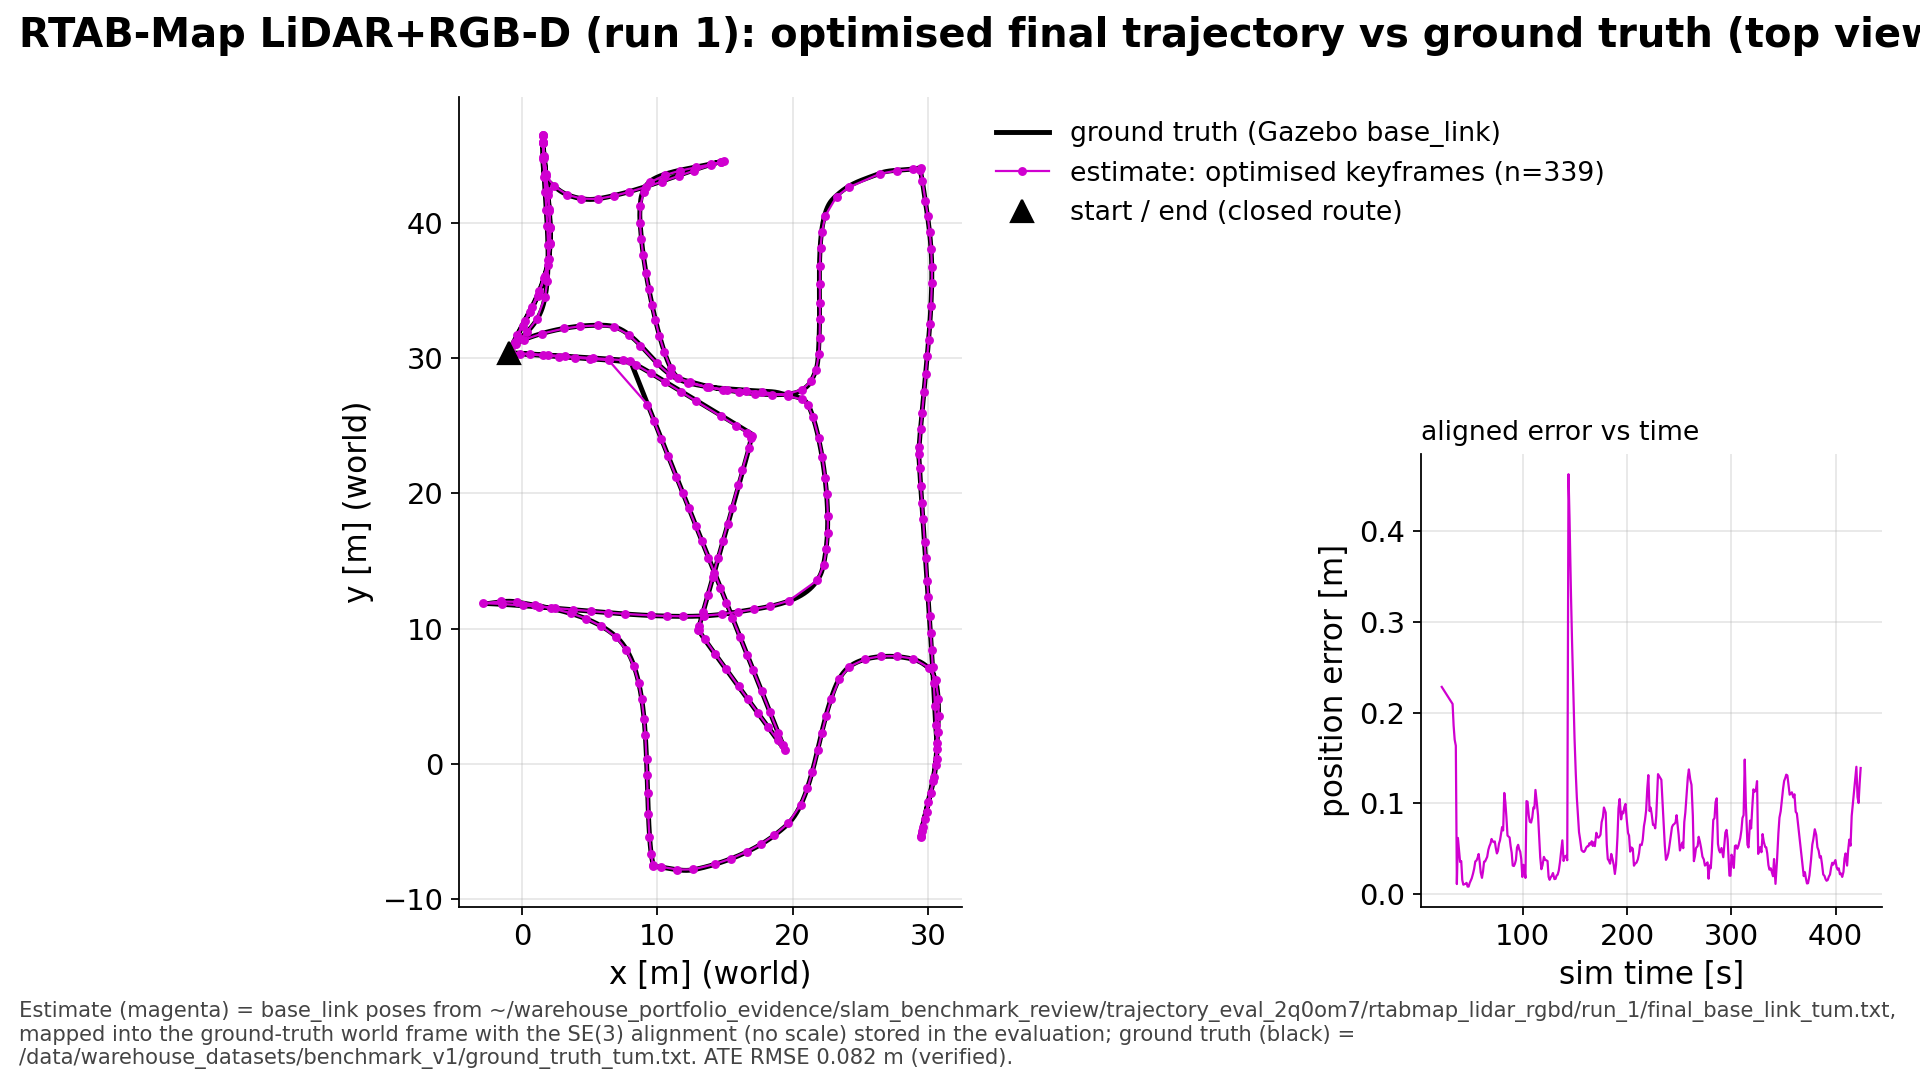 RTAB-Map LiDAR+RGB-D (run 1): optimised final trajectory vs ground truth (top view
ground truth (Gazebo base_link)
estimate: optimised keyframes (n=339)
start / end (closed route)
40
30
20
10
0
−10
y [m] (world)
0
10
20
30
x [m] (world)
aligned error vs time
0.4
0.3
0.2
0.1
0.0
position error [m]
100
200
300
400
sim time [s]
Estimate (magenta) = base_link poses from ~/warehouse_portfolio_evidence/slam_benchmark_review/trajectory_eval_2q0om7/rtabmap_lidar_rgbd/run_1/final_base_link_tum.txt,
mapped into the ground-truth world frame with the SE(3) alignment (no scale) stored in the evaluation; ground truth (black) =
/data/warehouse_datasets/benchmark_v1/ground_truth_tum.txt. ATE RMSE 0.082 m (verified).